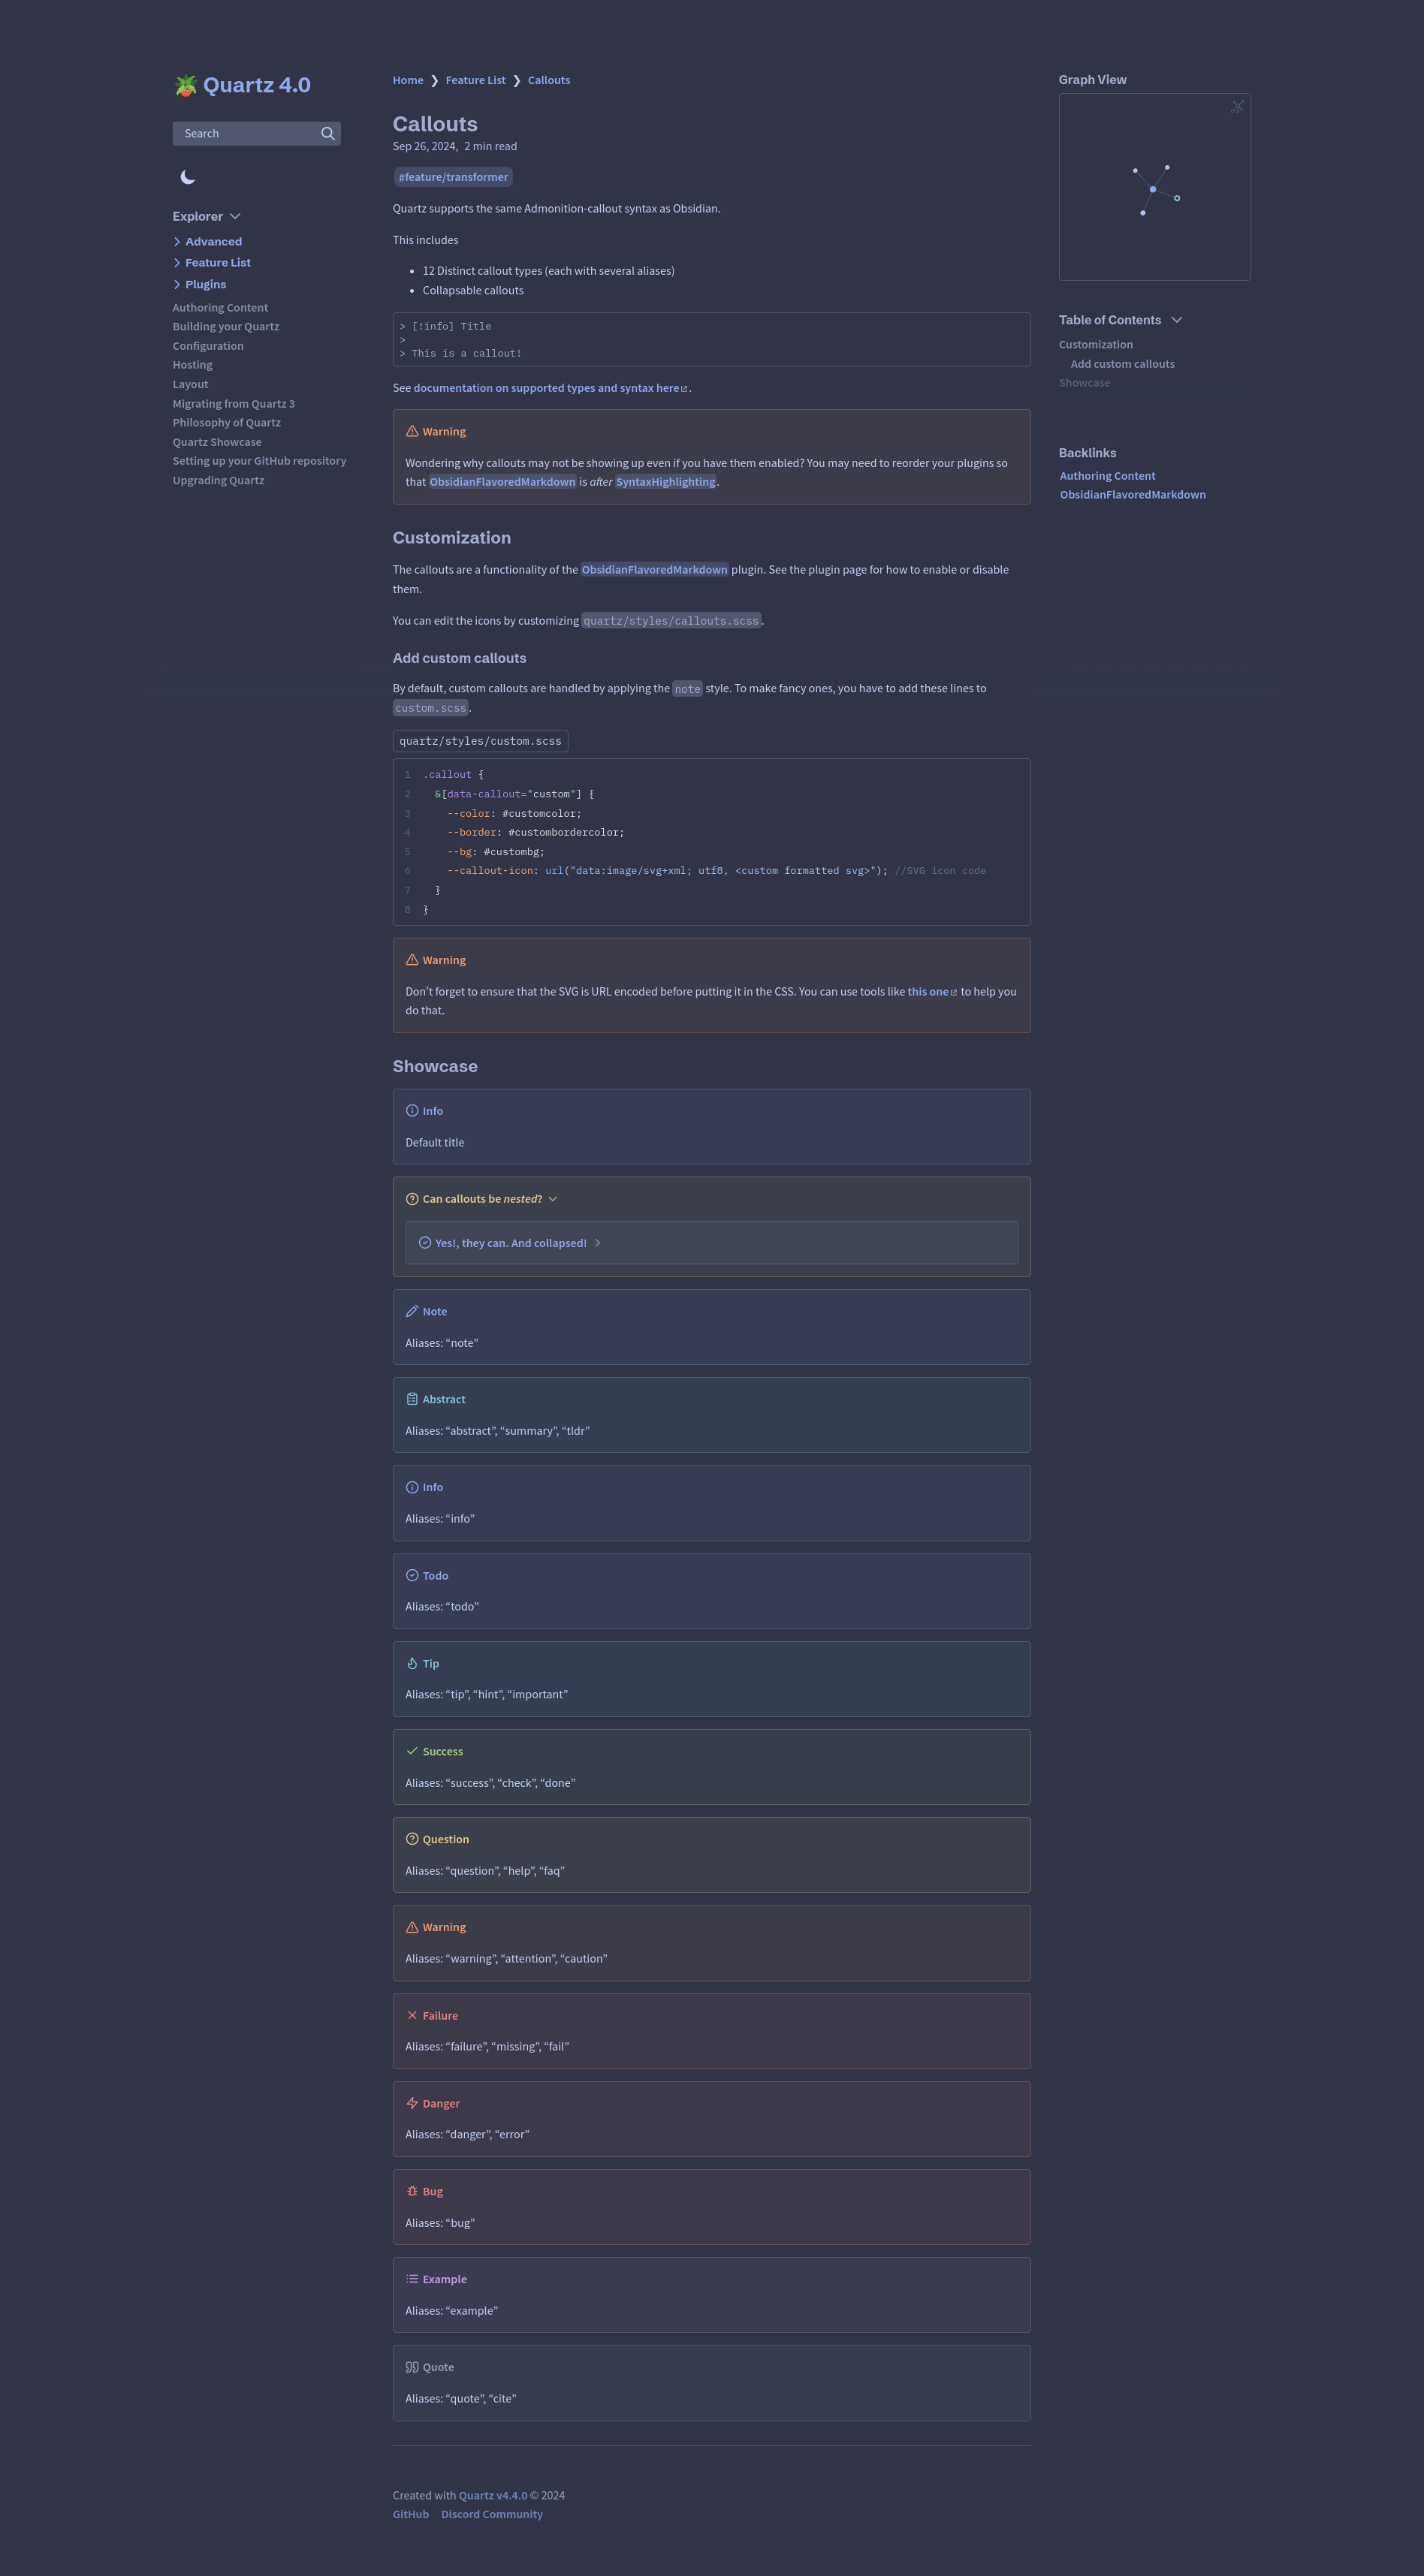 Quartz 4.0
Search
Explorer
Advanced
Feature List
Plugins
Authoring Content
Building your Quartz
Configuration
Hosting
Layout
Migrating from Quartz 3
Philosophy of Quartz
Quartz Showcase
Setting up your GitHub repository
Upgrading Quartz
Home ❯ Feature List ❯ Callouts
Callouts
Sep 26, 2024, 2 min read
#feature/transformer
Quartz supports the same Admonition-callout syntax as Obsidian.
This includes
• 12 Distinct callout types (each with several aliases)
• Collapsable callouts
> [!info] Title
>
> This is a callout!
See documentation on supported types and syntax here.
Warning
Wondering why callouts may not be showing up even if you have them enabled? You may need to reorder your plugins so
that ObsidianFlavoredMarkdown is after SyntaxHighlighting.
Customization
The callouts are a functionality of the ObsidianFlavoredMarkdown plugin. See the plugin page for how to enable or disable
them.
You can edit the icons by customizing quartz/styles/callouts.scss.
Add custom callouts
By default, custom callouts are handled by applying the note style. To make fancy ones, you have to add these lines to
custom.scss.
quartz/styles/custom.scss
1 .callout {
2 &[data-callout="custom"] {
3 --color: #customcolor;
4 --border: #custombordercolor;
5 --bg: #custombg;
6 --callout-icon: url("data:image/svg+xml; utf8, <custom formatted svg>"); //SVG icon code
7 }
8 }
Warning
Don’t forget to ensure that the SVG is URL encoded before putting it in the CSS. You can use tools like this one to help you
do that.
Showcase
Info
Default title
Can callouts be nested?
Yes!, they can. And collapsed!
Note
Aliases: “note”
Abstract
Aliases: “abstract”, “summary”, “tldr”
Info
Aliases: “info”
Todo
Aliases: “todo”
Tip
Aliases: “tip”, “hint”, “important”
Success
Aliases: “success”, “check”, “done”
Question
Aliases: “question”, “help”, “faq”
Warning
Aliases: “warning”, “attention”, “caution”
Failure
Aliases: “failure”, “missing”, “fail”
Danger
Aliases: “danger”, “error”
Bug
Aliases: “bug”
Example
Aliases: “example”
Quote
Aliases: “quote”, “cite”
Created with Quartz v4.4.0 © 2024
GitHub Discord Community
Graph View
Table of Contents
Customization
Add custom callouts
Showcase
Backlinks
Authoring Content
ObsidianFlavoredMarkdown